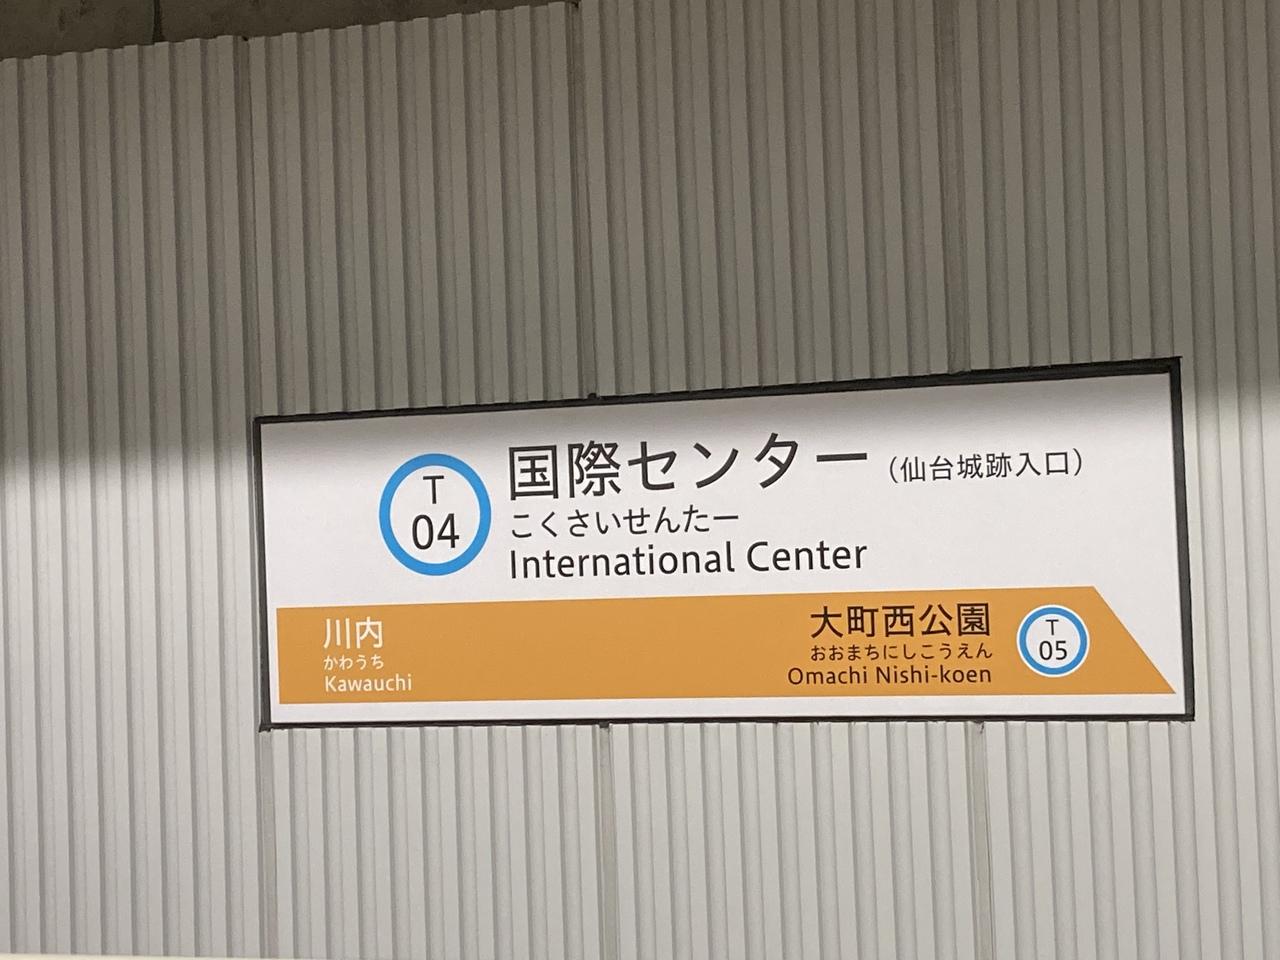 T
04
国際センター（仙台城跡入口）
こくさいせんたー
International Center
川内
かわうち
Kawauchi
大町西公園
おおまちにしこうえん
Omachi Nishi-koen
T
05